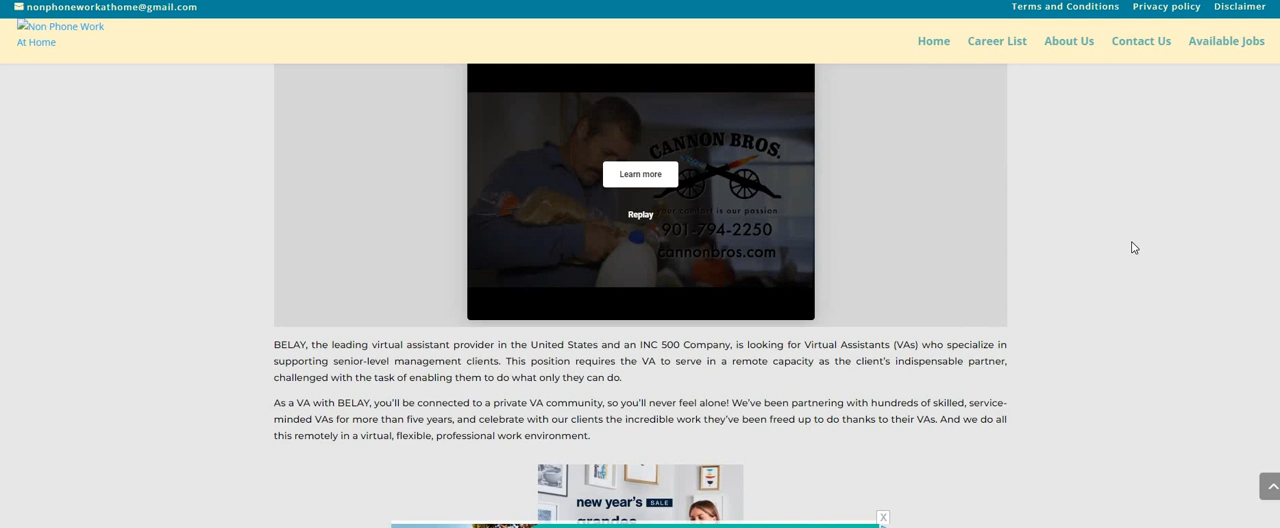 nonphoneworkathome@gmail.com
Terms and Conditions Privacy policy Disclaimer
Non Phone Work
At Home
Home Career List About Us Contact Us Available Jobs
CANNON BROS.
Learn more
your comfort is our passion
Replay
901-794-2250
cannonbros.com
BELAY, the leading virtual assistant provider in the United States and an INC 500 Company, is looking for Virtual Assistants (VAs) who specialize in
supporting senior-level management clients. This position requires the VA to serve in a remote capacity as the client's indispensable partner,
challenged with the task of enabling them to do what only they can do.
As a VA with BELAY, you'll be connected to a private VA community, so you'll never feel alone! We've been partnering with hundreds of skilled, service-
minded VAs for more than five years, and celebrate with our clients the incredible work they've been freed up to do thanks to their VAs. And we do all
this remotely in a virtual, flexible, professional work environment.
new year's SALE
X